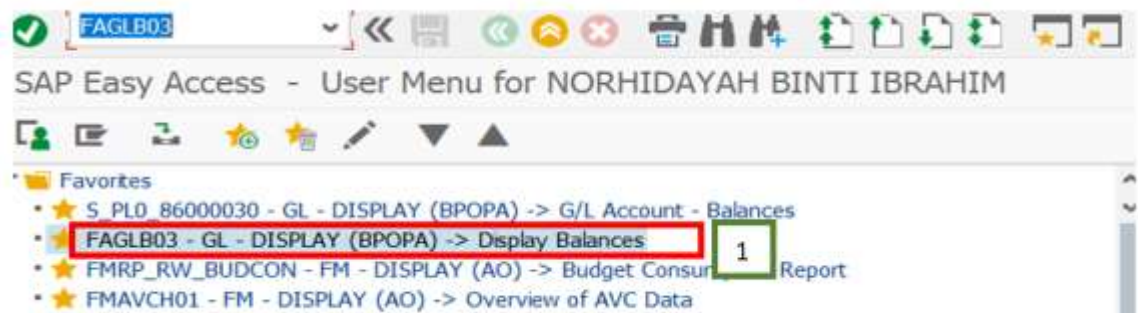 FAGLB03
SAP Easy Access - User Menu for NORHIDAYAH BINTI IBRAHIM
Favorites
S_PL0_86000030 - GL - DISPLAY (BPOPA) -> G/L Account - Balances
FAGLB03 - GL - DISPLAY (BPOPA) -> Display Balances
1
FMRP_RW_BUDCON - FM - DISPLAY (AO) -> Budget Report
FMAVCH01 - FM - DISPLAY (AO) -> Overview of AVC Data